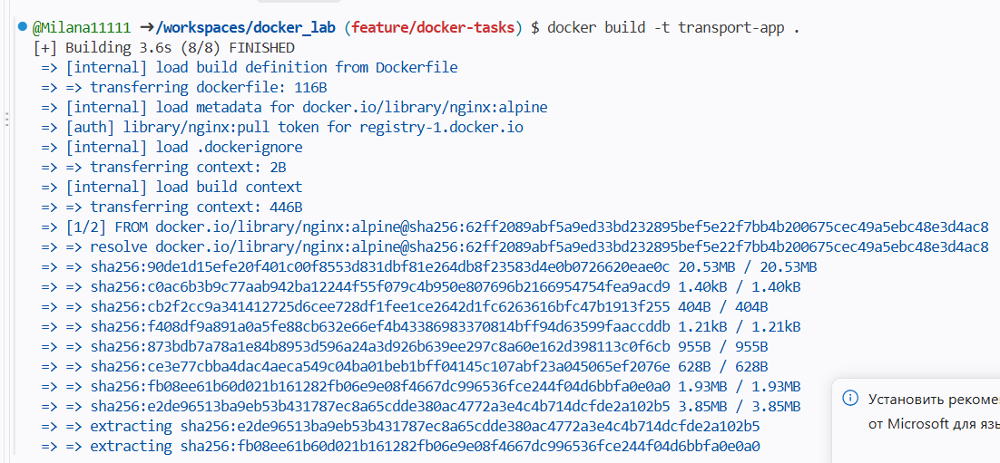 @Milana11111 ➜/workspaces/docker_lab (feature/docker-tasks) $ docker build -t transport-app .
[+] Building 3.6s (8/8) FINISHED
=> [internal] load build definition from Dockerfile
=> => transferring dockerfile: 116B
=> [internal] load metadata for docker.io/library/nginx:alpine
=> [auth] library/nginx:pull token for registry-1.docker.io
=> [internal] load .dockerignore
=> => transferring context: 2B
=> [internal] load build context
=> => transferring context: 446B
=> [1/2] FROM docker.io/library/nginx:alpine@sha256:62ff2089abf5a9ed33bd232895bef5e22f7bb4b200675cec49a5ebc48e3d4ac8
=> => resolve docker.io/library/nginx:alpine@sha256:62ff2089abf5a9ed33bd232895bef5e22f7bb4b200675cec49a5ebc48e3d4ac8
=> => sha256:90de1d15efe20f401c00f8553d831dbf81e264db8f23583d4e0b0726620eae0c 20.53MB / 20.53MB
=> => sha256:c0ac6b3b9c77aab942ba12244f55f079c4b950e807696b2166954754fea9acd9 1.40kB / 1.40kB
=> => sha256:cb2f2cc9a341412725d6cee728df1fee1ce2642d1fc6263616bfc47b1913f255 404B / 404B
=> => sha256:f408df9a891a0a5fe88cb632e66ef4b43386983370814bff94d63599faaccddb 1.21kB / 1.21kB
=> => sha256:873bdb7a78a1e84b8953d596a24a3d926b639ee297c8a60e162d398113c0f6cb 955B / 955B
=> => sha256:ce3e77cbba4dac4aeca549c04ba01beb1bff04145c107abf23a045065ef2076e 628B / 628B
=> => sha256:fb08ee61b60d021b161282fb06e9e08f4667dc996536fce244f04d6bbfa0e0a0 1.93MB / 1.93MB
=> => sha256:e2de96513ba9eb53b431787ec8a65cdde380ac4772a3e4c4b714dcfde2a102b5 3.85MB / 3.85MB
=> => extracting sha256:e2de96513ba9eb53b431787ec8a65cdde380ac4772a3e4c4b714dcfde2a102b5
=> => extracting sha256:fb08ee61b60d021b161282fb06e9e08f4667dc996536fce244f04d6bbfa0e0a0
Установить рекоме
от Microsoft для язы